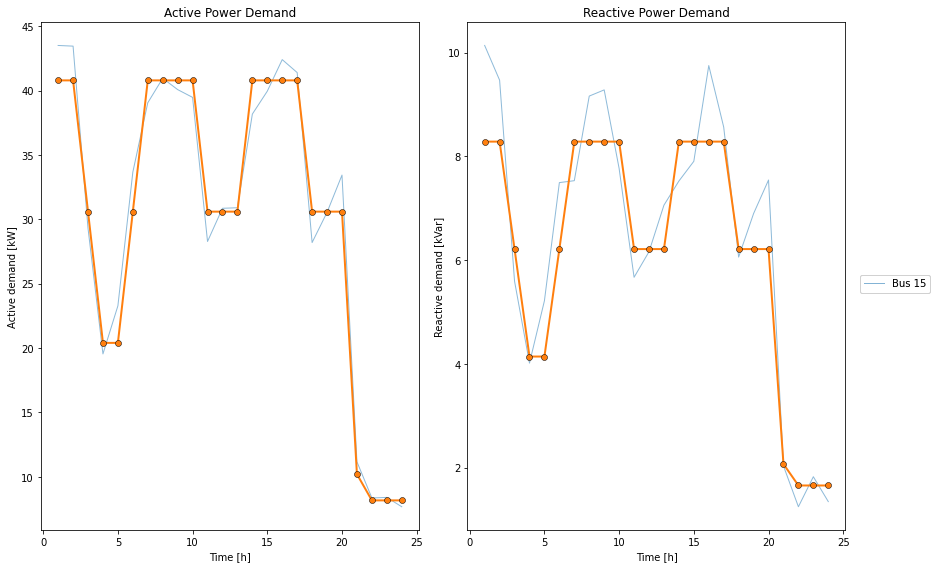 Active Power Demand
Active demand [kW]
45
40
35
30
25
20
15
10
0 5 10 15 20 25
Time [h]
Reactive Power Demand
Reactive demand [kVar]
10
8
6
4
2
0 5 10 15 20 25
Time [h]
Bus 15